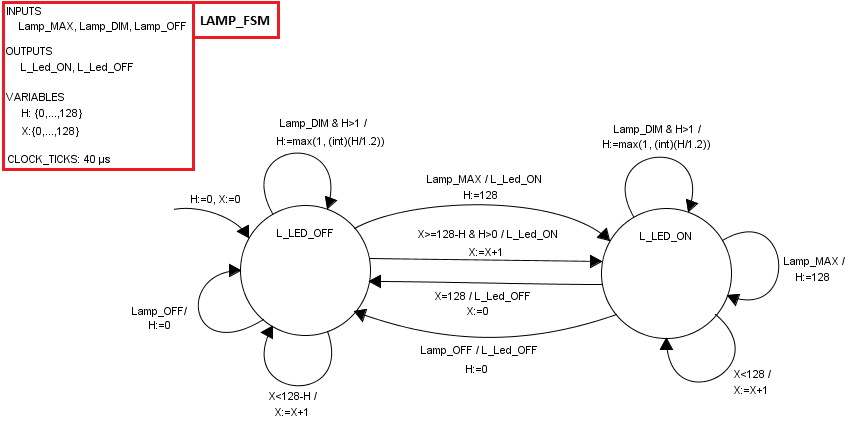 INPUTS
Lamp_MAX, Lamp_DIM, Lamp_OFF
LAMP_FSM
OUTPUTS
L_Led_ON, L_Led_OFF
VARIABLES
H: {0,...,128}
X:{0,...,128}
CLOCK_TICKS: 40 µs
Lamp_DIM & H>1 /
H:=max(1, (int)(H/1.2))
Lamp_DIM & H>1 /
H:=max(1, (int)(H/1.2))
H:=0, X:=0
Lamp_MAX / L_Led_ON
H:=128
L_LED_OFF
X>=128-H & H>0 / L_Led_ON
X:=X+1
L_LED_ON
Lamp_MAX /
H:=128
X=128 / L_Led_OFF
X:=0
Lamp_OFF/
H:=0
Lamp_OFF / L_Led_OFF
H:=0
X<128-H /
X:=X+1
X<128 /
X:=X+1